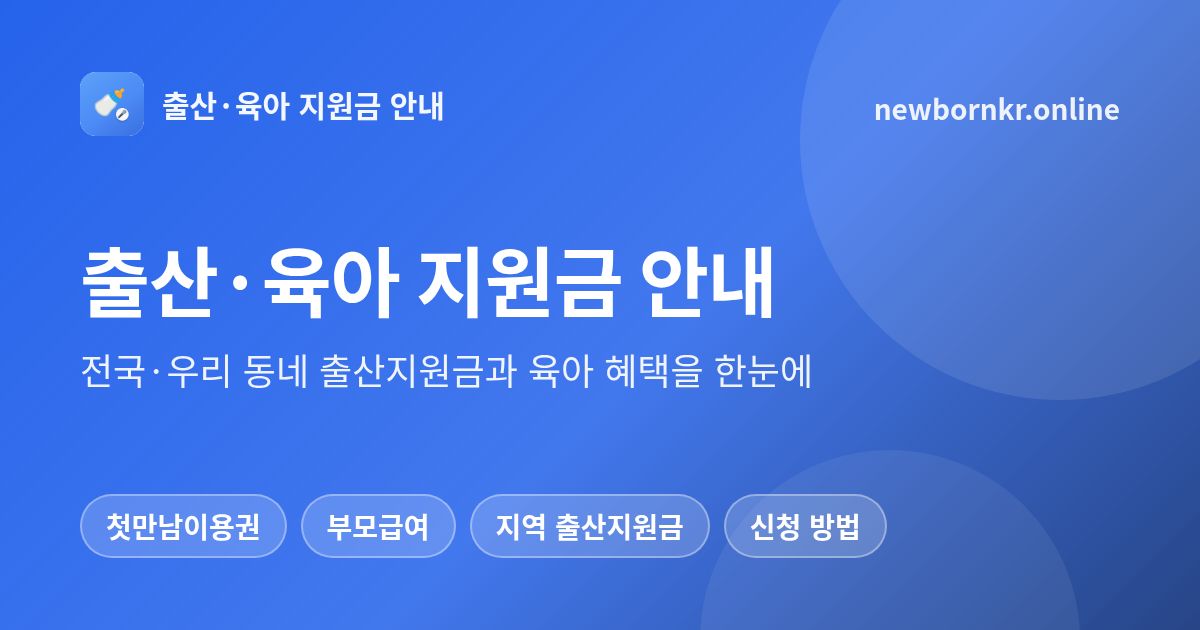 출산·육아 지원금 안내
newbornkr.online
출산·육아 지원금 안내
전국·우리 동네 출산지원금과 육아 혜택을 한눈에
첫만남이용권
부모급여
지역 출산지원금
신청 방법